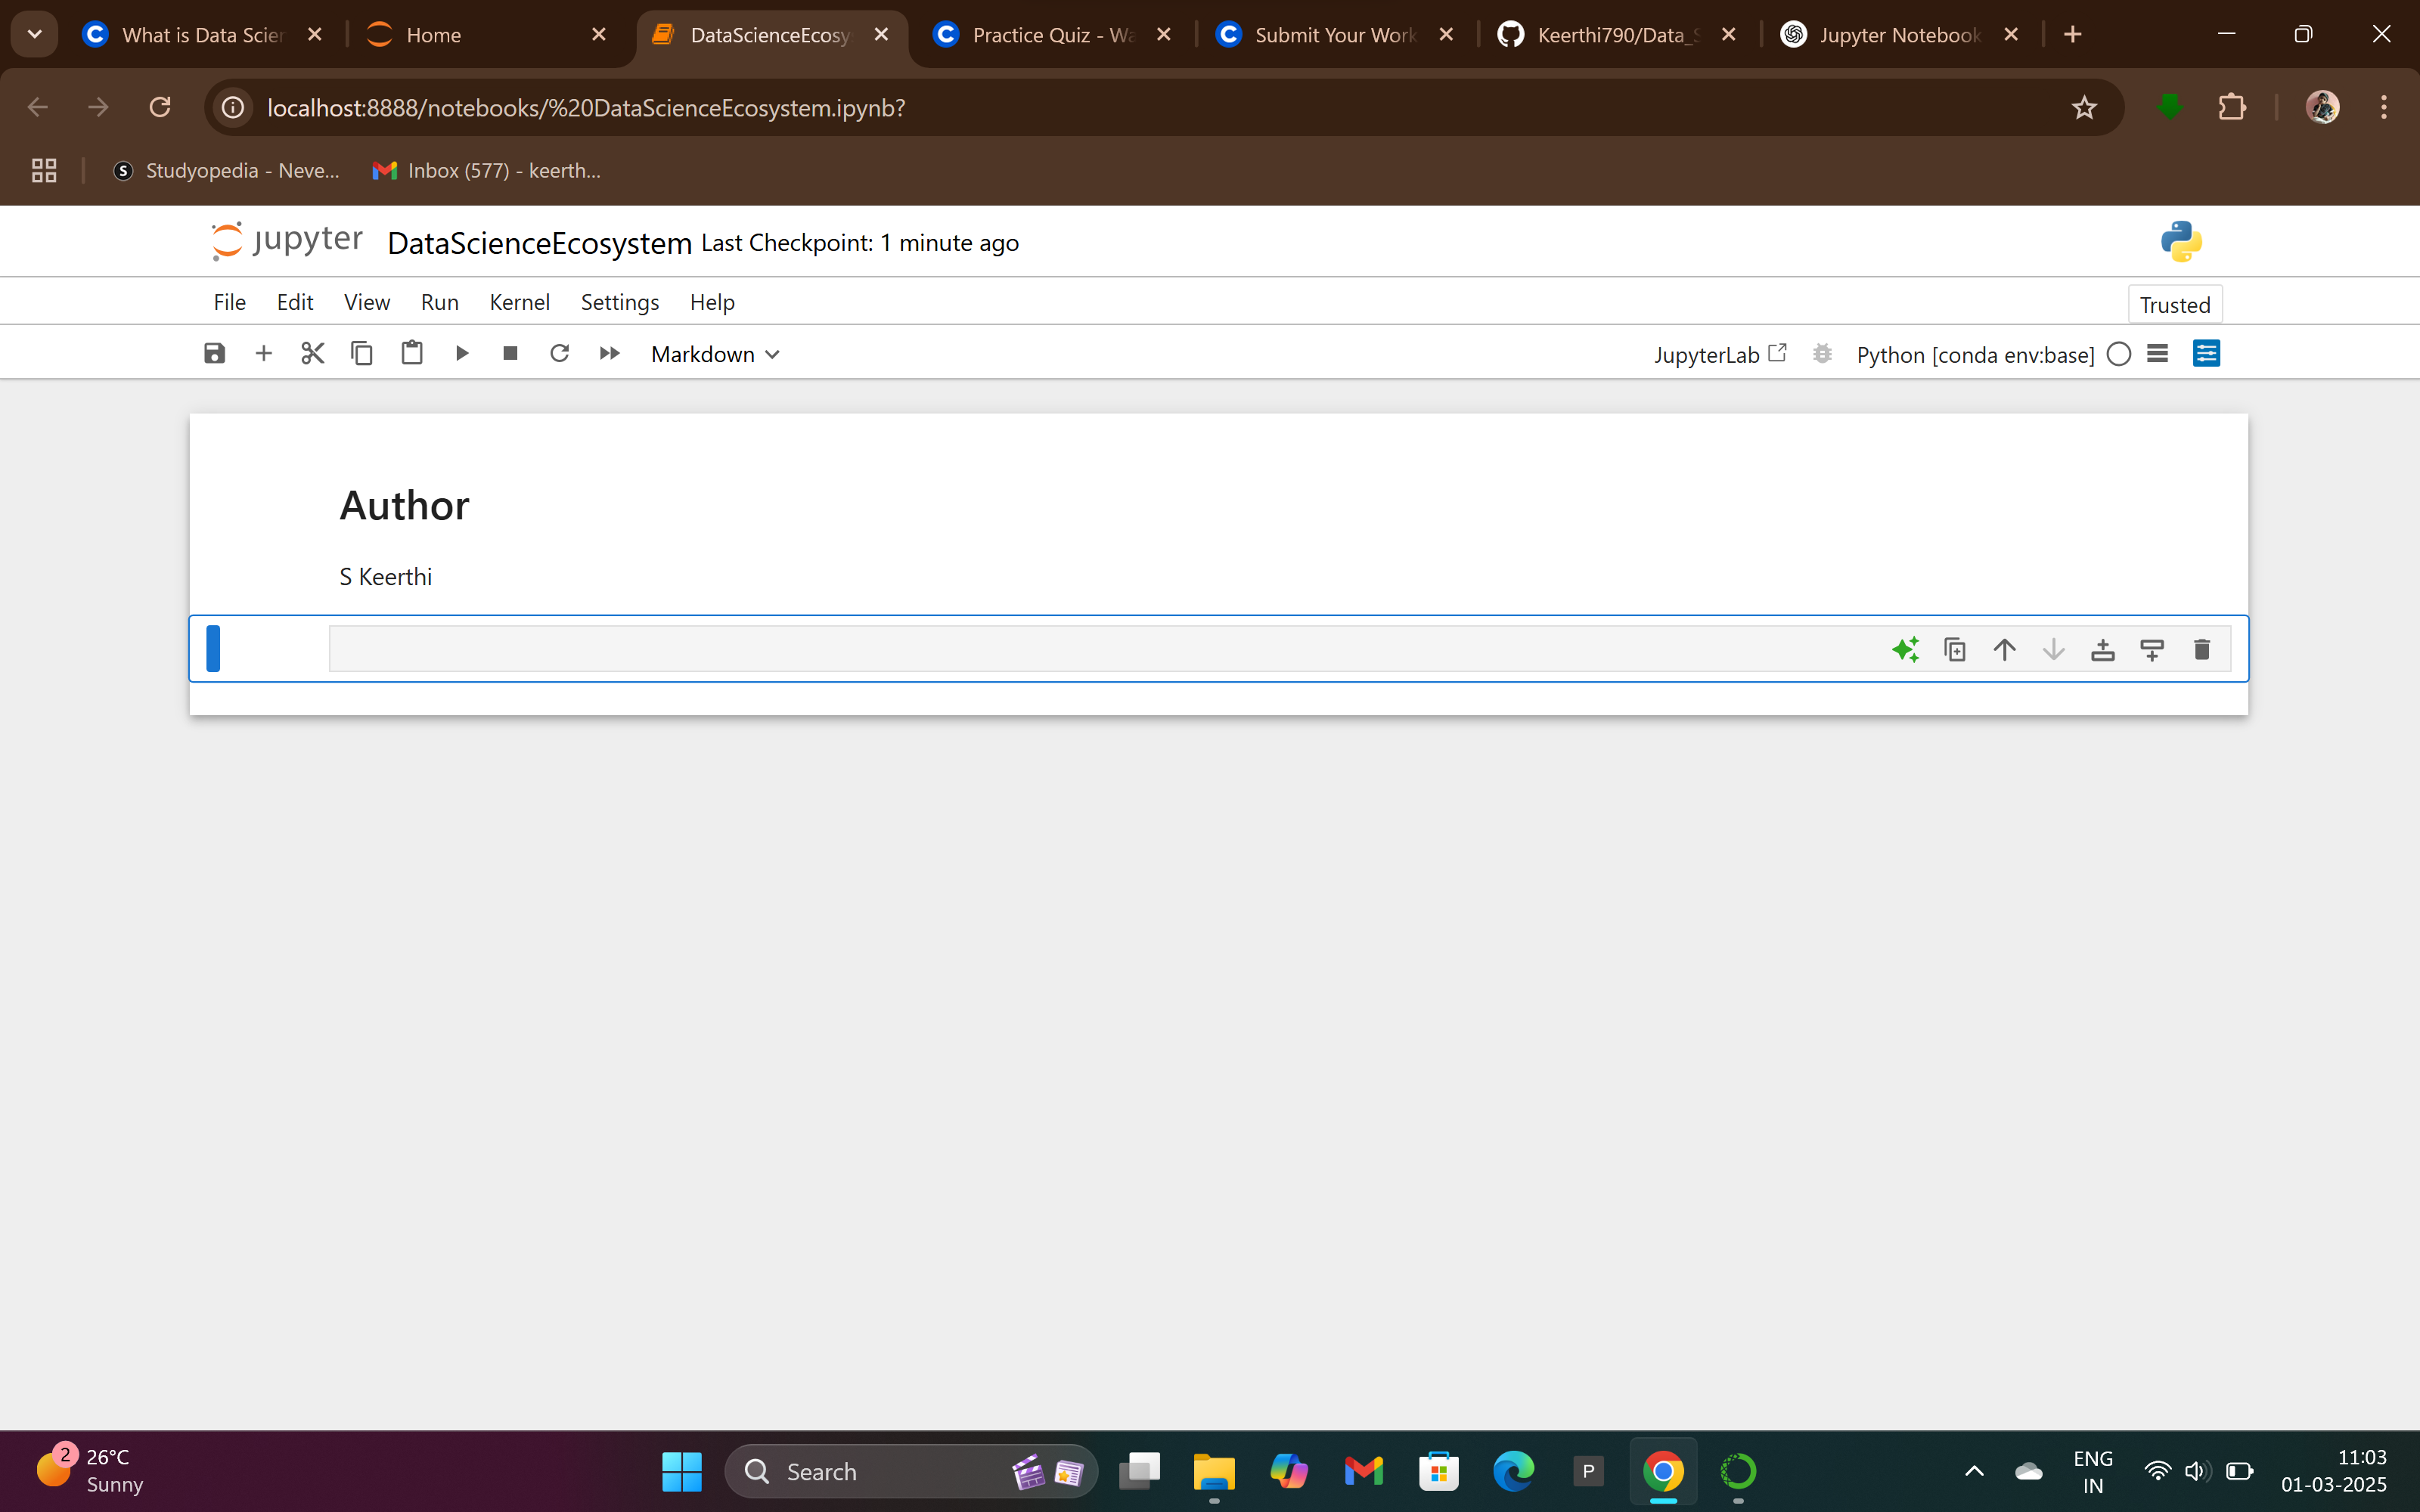 What is Data Scien
Home
DataScienceEcosy
Practice Quiz - Wa
Submit Your Work
Keerthi790/Data_S
Jupyter Notebook
localhost:8888/notebooks/%20DataScienceEcosystem.ipynb?
Studyopedia - Neve...
Inbox (577) - keerth...
jupyter DataScienceEcosystem Last Checkpoint: 1 minute ago
File Edit View Run Kernel Settings Help
Trusted
Markdown
JupyterLab
Python [conda env:base]
Author
S Keerthi
2
26°C
Sunny
Search
P
ENG
IN
11:03
01-03-2025